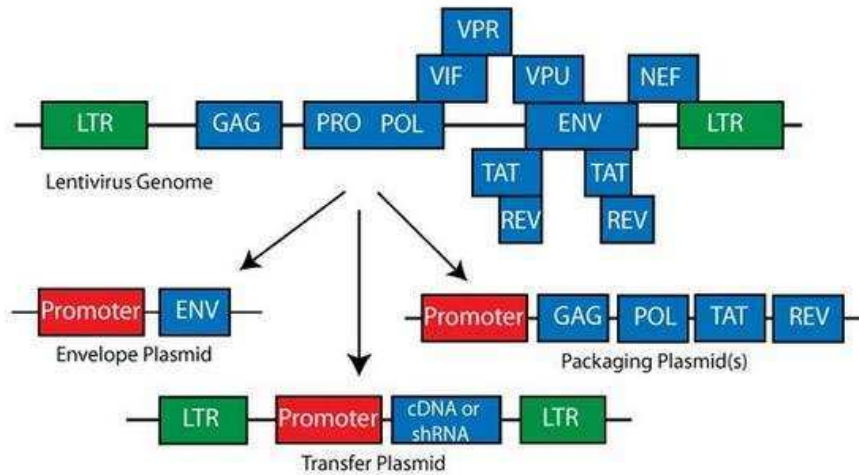 VPR
VIF VPU NEF
LTR GAG PRO POL ENV LTR
Lentivirus Genome
TAT TAT
REV REV
Promoter ENV
Envelope Plasmid
Promoter GAG POL TAT REV
Packaging Plasmid(s)
LTR Promoter cDNA or shRNA LTR
Transfer Plasmid